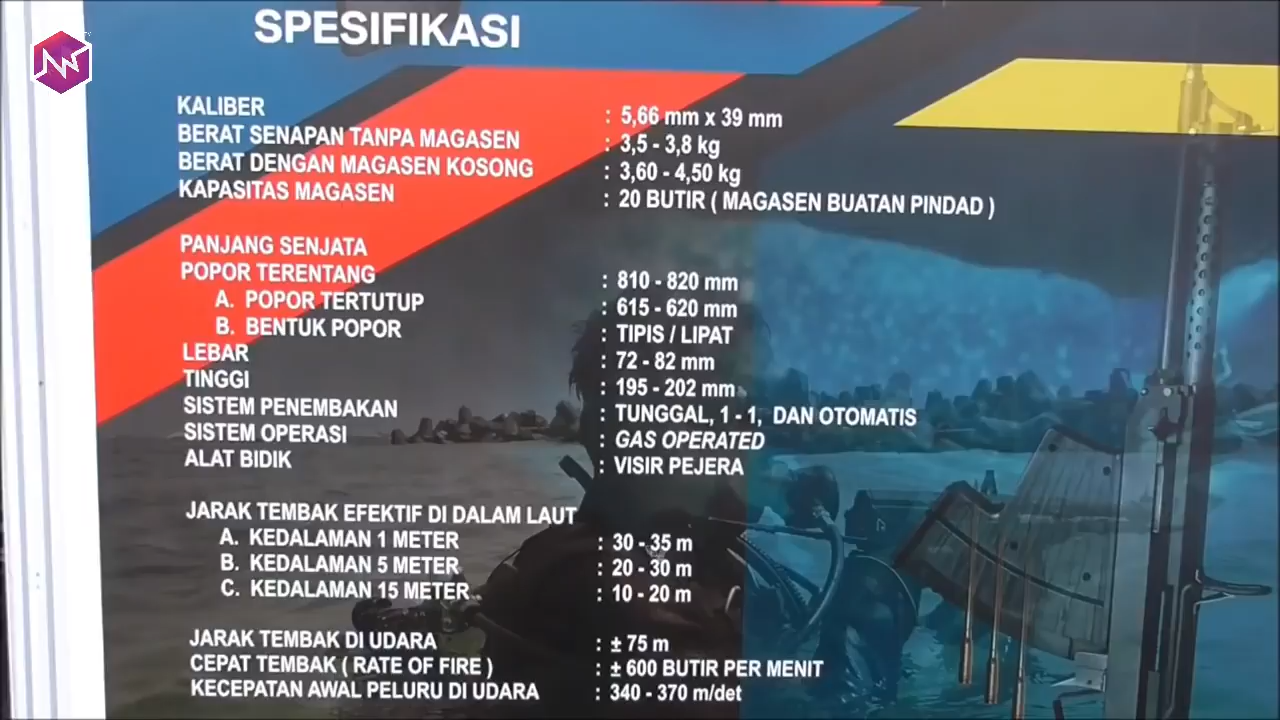 SPESIFIKASI
KALIBER : 5,66 mm x 39 mm
BERAT SENAPAN TANPA MAGASEN : 3,5 - 3,8 kg
BERAT DENGAN MAGASEN KOSONG : 3,60 - 4,50 kg
KAPASITAS MAGASEN : 20 BUTIR ( MAGASEN BUATAN PINDAD )
PANJANG SENJATA
POPOR TERENTANG : 810 - 820 mm
A. POPOR TERTUTUP : 615 - 620 mm
B. BENTUK POPOR : TIPIS / LIPAT
LEBAR : 72 - 82 mm
TINGGI : 195 - 202 mm
SISTEM PENEMBAKAN : TUNGGAL, 1 - 1, DAN OTOMATIS
SISTEM OPERASI : GAS OPERATED
ALAT BIDIK : VISIR PEJERA
JARAK TEMBAK EFEKTIF DI DALAM LAUT
A. KEDALAMAN 1 METER : 30 - 35 m
B. KEDALAMAN 5 METER : 20 - 30 m
C. KEDALAMAN 15 METER : 10 - 20 m
JARAK TEMBAK DI UDARA : ± 75 m
CEPAT TEMBAK ( RATE OF FIRE ) : ± 600 BUTIR PER MENIT
KECEPATAN AWAL PELURU DI UDARA : 340 - 370 m/det